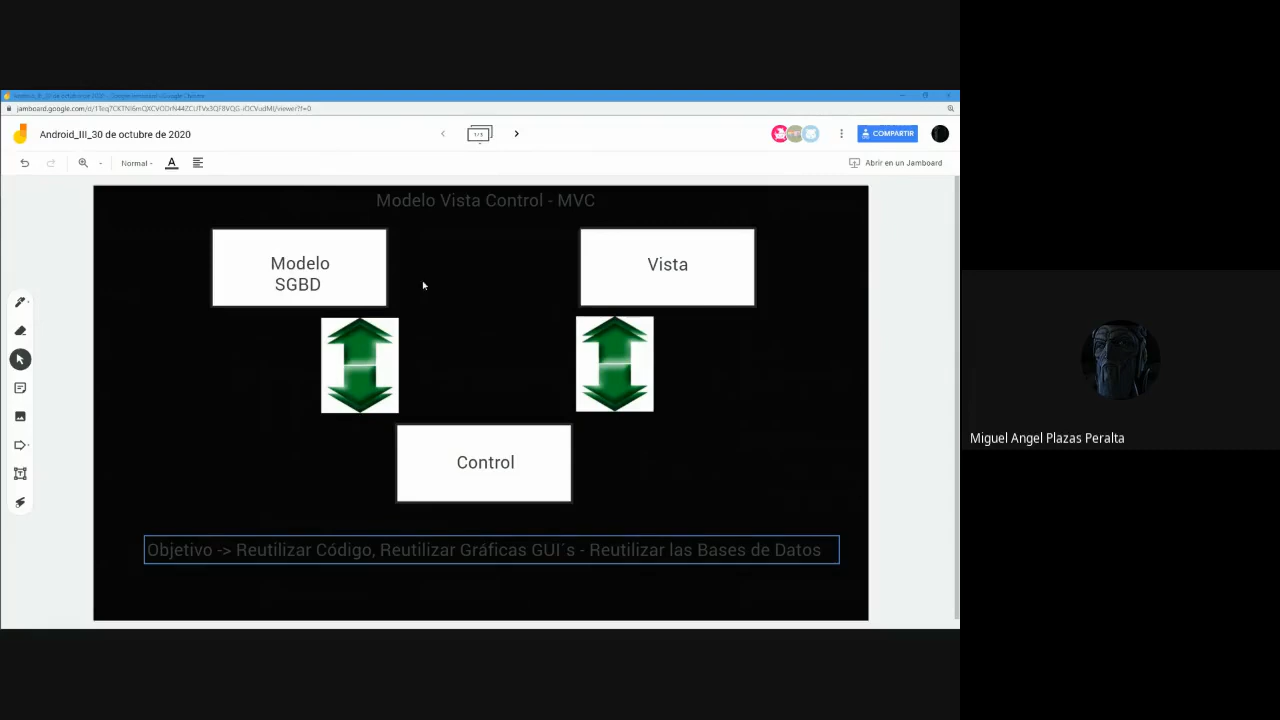 Android_III_30 de octubre de 2020
Normal
A
COMPARTIR
Abrir en un Jamboard
Modelo Vista Control - MVC
Modelo
SGBD
Vista
Control
Objetivo -> Reutilizar Código, Reutilizar Gráficas GUI´s - Reutilizar las Bases de Datos
Miguel Angel Plazas Peralta